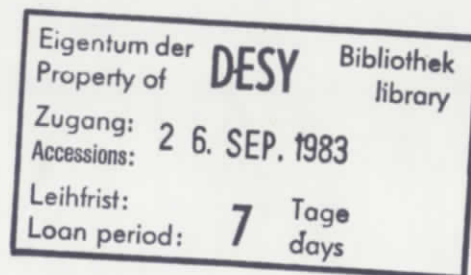 Eigentum der DESY Bibliothek
Property of library
Zugang: 2 6. SEP. 1983
Accessions:
Leihfrist: 7 Tage
Loan period: days